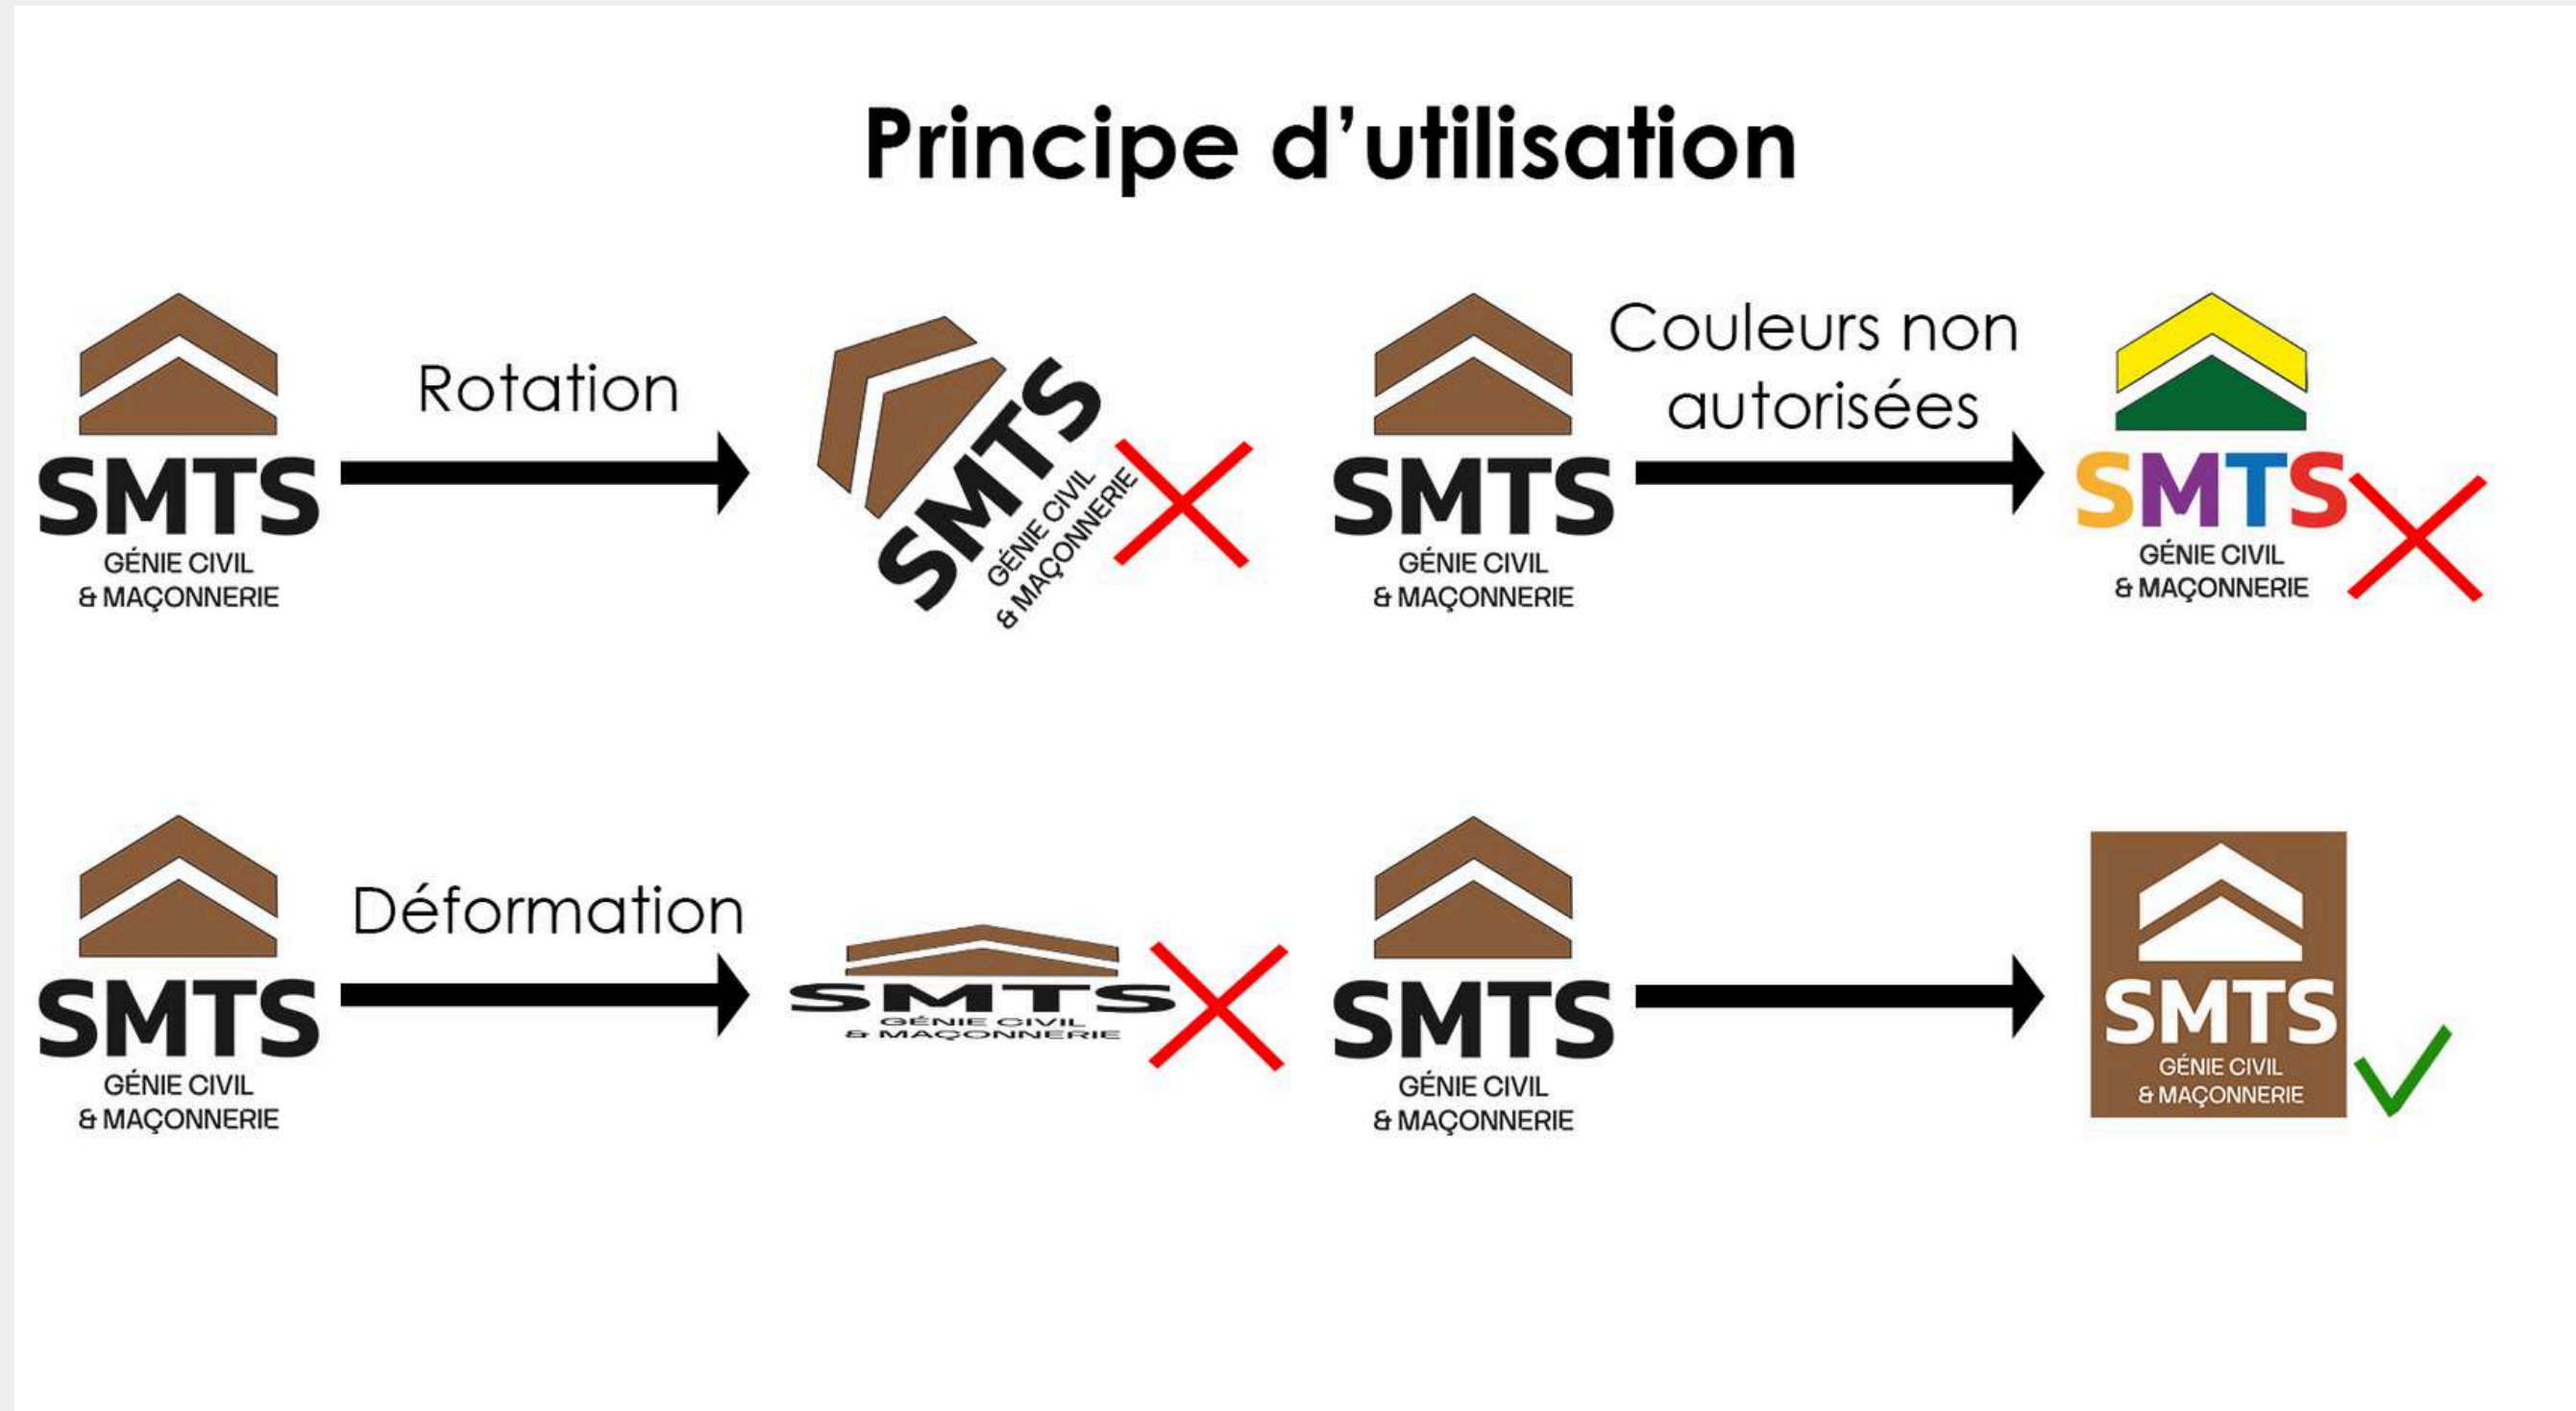 Principe d'utilisation
SMTS
GÉNIE CIVIL
& MAÇONNERIE
Rotation
SMTS
GÉNIE CIVIL
& MAÇONNERIE
SMTS
GÉNIE CIVIL
& MAÇONNERIE
Couleurs non
autorisées
SMTS
GÉNIE CIVIL
& MAÇONNERIE
SMTS
GÉNIE CIVIL
& MAÇONNERIE
Déformation
SMTS
GÉNIE CIVIL
& MAÇONNERIE
SMTS
GÉNIE CIVIL
& MAÇONNERIE
SMTS
GÉNIE CIVIL
& MAÇONNERIE